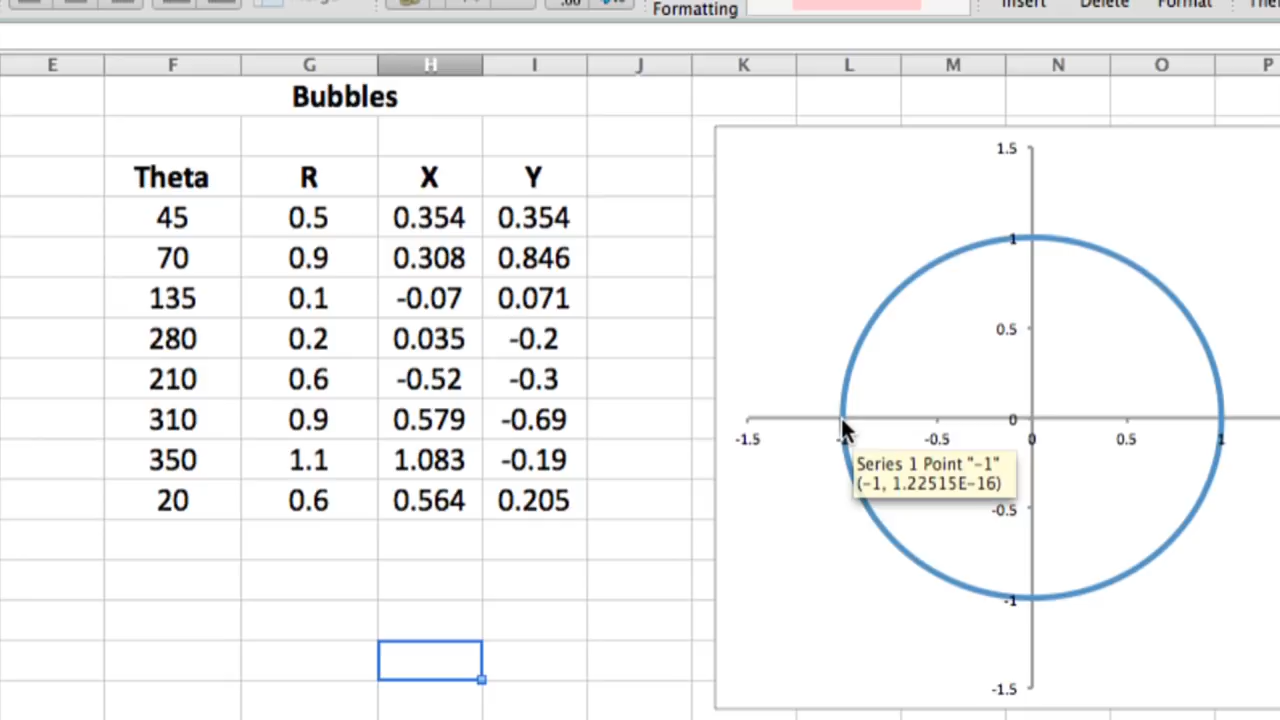 Formatting
Insert Delete Format
E F G H I J K L M N O P
Bubbles
Theta R X Y
45 0.5 0.354 0.354
70 0.9 0.308 0.846
135 0.1 -0.07 0.071
280 0.2 0.035 -0.2
210 0.6 -0.52 -0.3
310 0.9 0.579 -0.69
350 1.1 1.083 -0.19
20 0.6 0.564 0.205
1.5
1
0.5
0
-1.5 -0.5 0 0.5 1
Series 1 Point "-1"
(-1, 1.22515E-16)
-0.5
-1
-1.5